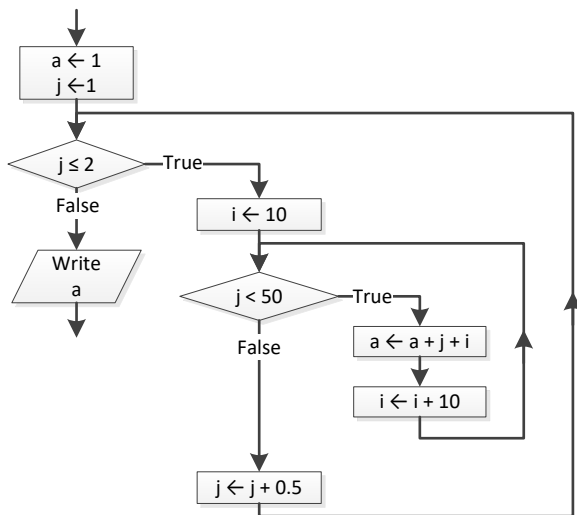 a ← 1
j ←1
j ≤ 2
True
False
i ← 10
Write
a
j < 50
True
False
a ← a + j + i
i ← i + 10
j ← j + 0.5